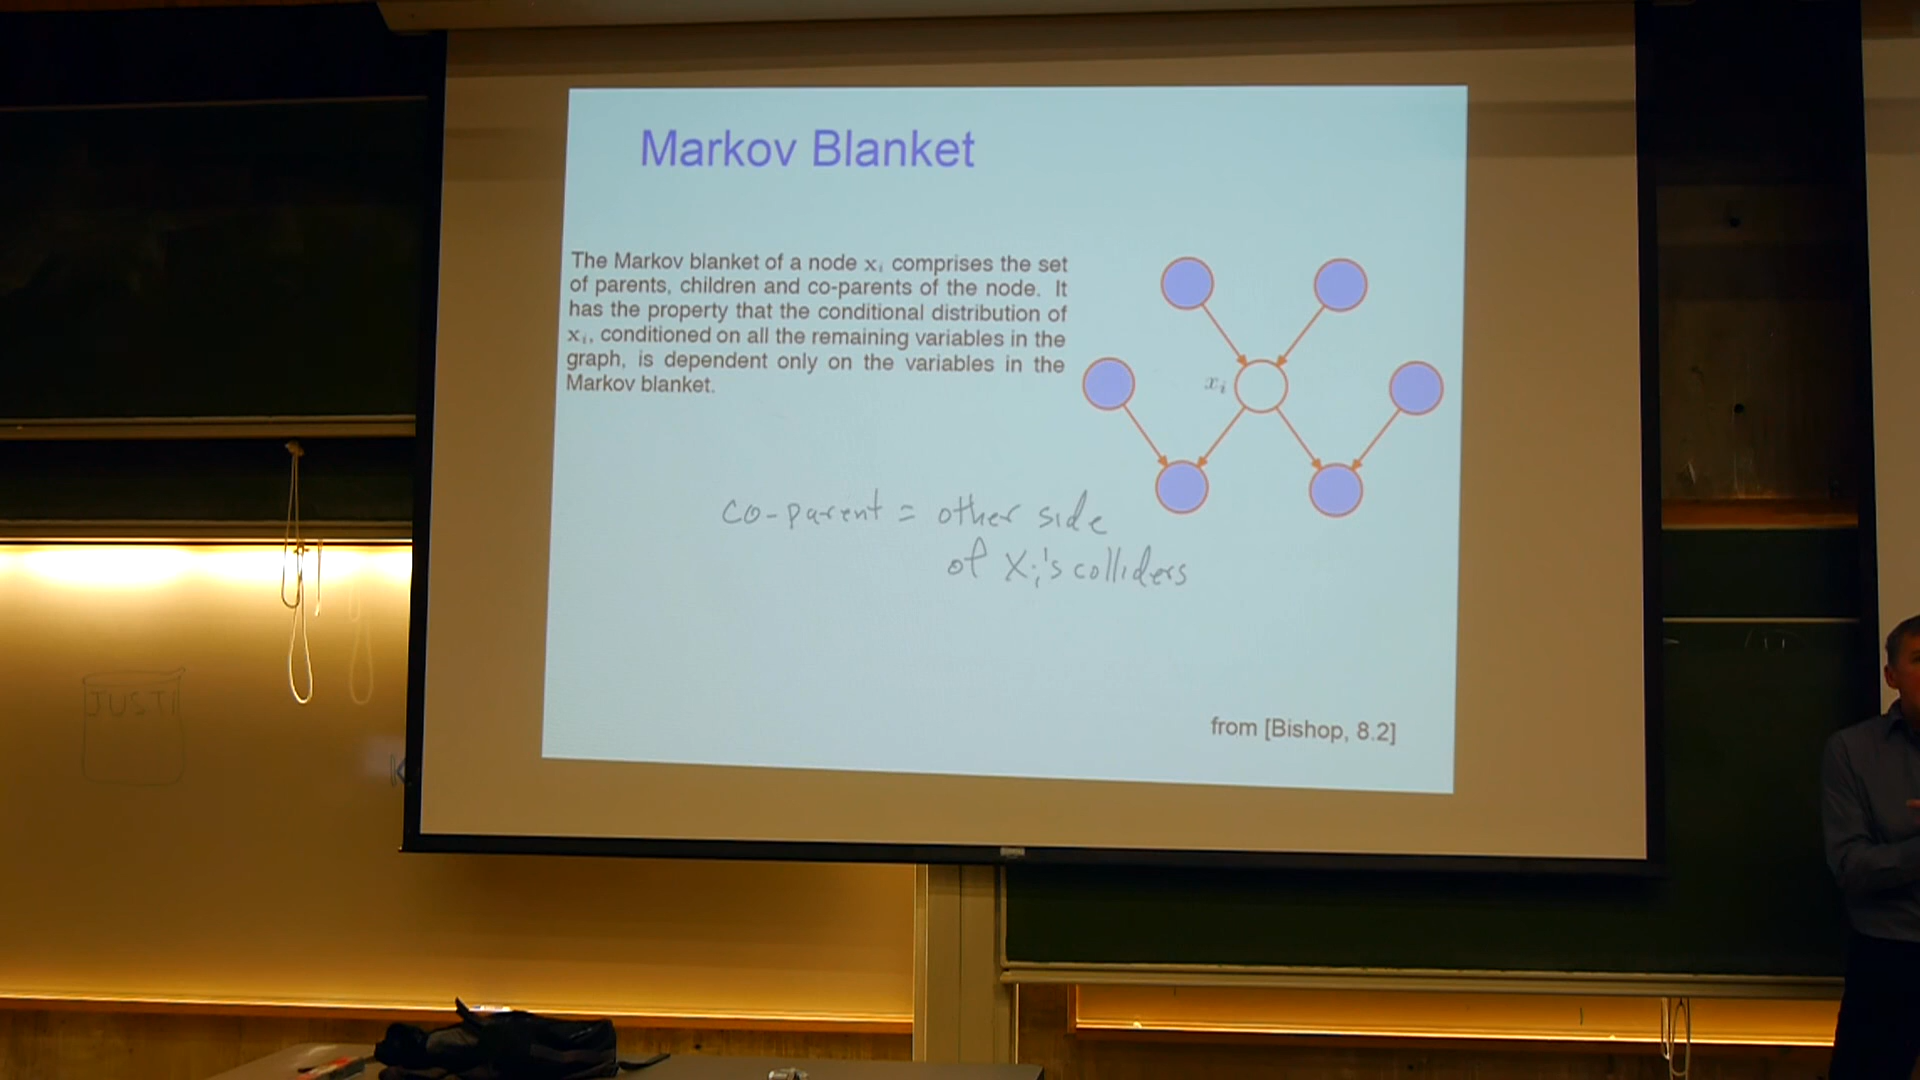 Markov Blanket
The Markov blanket of a node xᵢ comprises the set
of parents, children and co-parents of the node. It
has the property that the conditional distribution of
xᵢ, conditioned on all the remaining variables in the
graph, is dependent only on the variables in the
Markov blanket.
xᵢ
co-parent = other side
of Xᵢ's colliders
from [Bishop, 8.2]
JUSTI
K